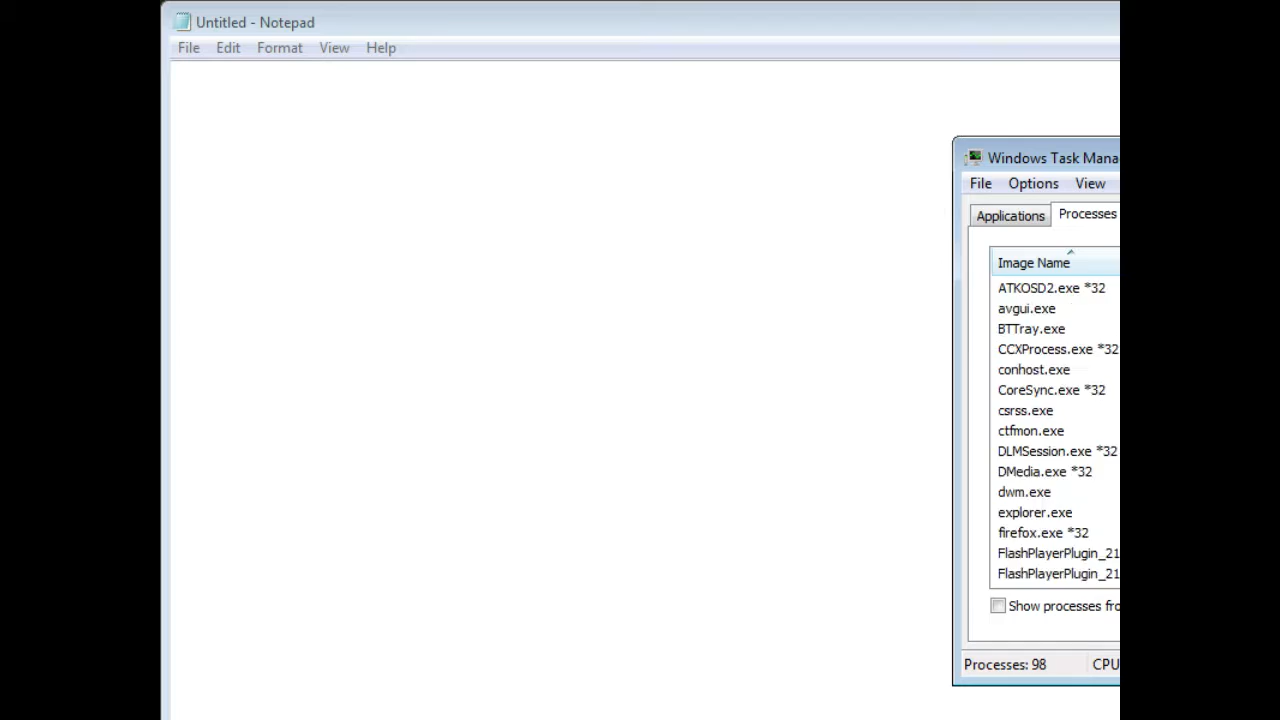 Untitled - Notepad
File Edit Format View Help
Windows Task Mana
File Options View
Applications Processes
Image Name
ATKOSD2.exe *32
avgui.exe
BTTray.exe
CCXProcess.exe *32
conhost.exe
CoreSync.exe *32
csrss.exe
ctfmon.exe
DLMSession.exe *32
DMedia.exe *32
dwm.exe
explorer.exe
firefox.exe *32
FlashPlayerPlugin_21
FlashPlayerPlugin_21
Show processes fro
Processes: 98 CPU